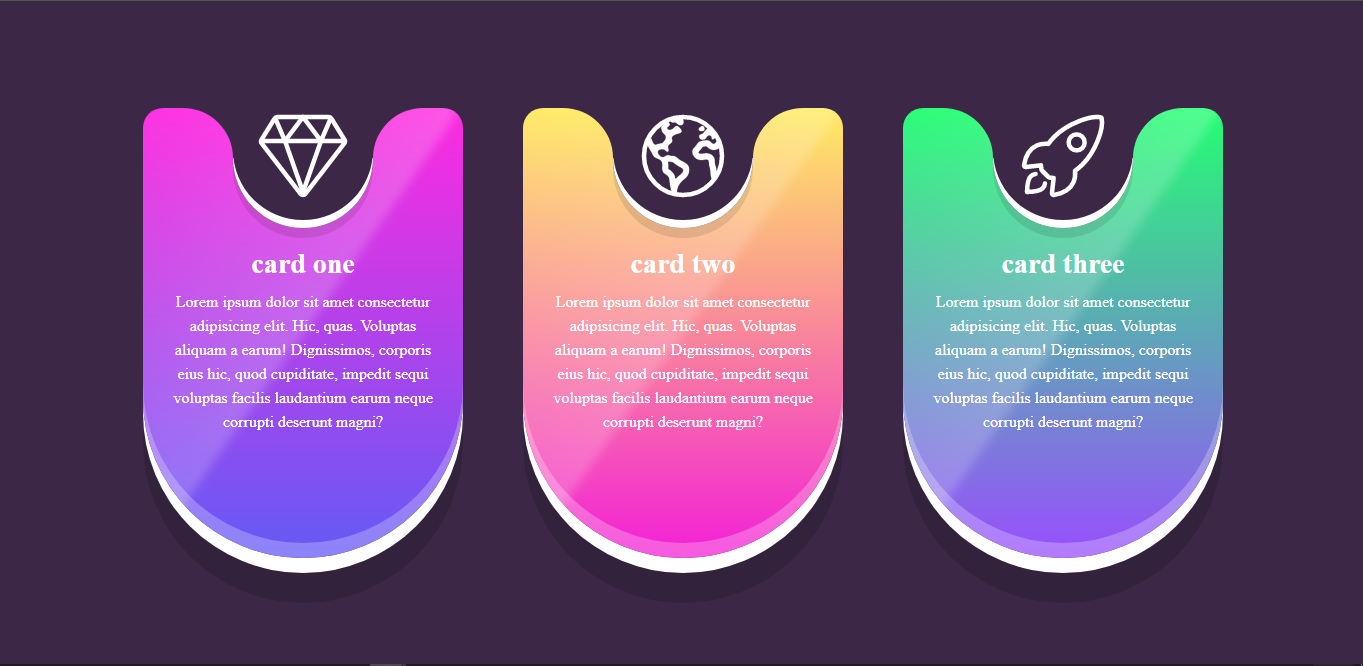 card one
Lorem ipsum dolor sit amet consectetur
adipisicing elit. Hic, quas. Voluptas
aliquam a earum! Dignissimos, corporis
eius hic, quod cupiditate, impedit sequi
voluptas facilis laudantium earum neque
corrupti deserunt magni?
card two
Lorem ipsum dolor sit amet consectetur
adipisicing elit. Hic, quas. Voluptas
aliquam a earum! Dignissimos, corporis
eius hic, quod cupiditate, impedit sequi
voluptas facilis laudantium earum neque
corrupti deserunt magni?
card three
Lorem ipsum dolor sit amet consectetur
adipisicing elit. Hic, quas. Voluptas
aliquam a earum! Dignissimos, corporis
eius hic, quod cupiditate, impedit sequi
voluptas facilis laudantium earum neque
corrupti deserunt magni?